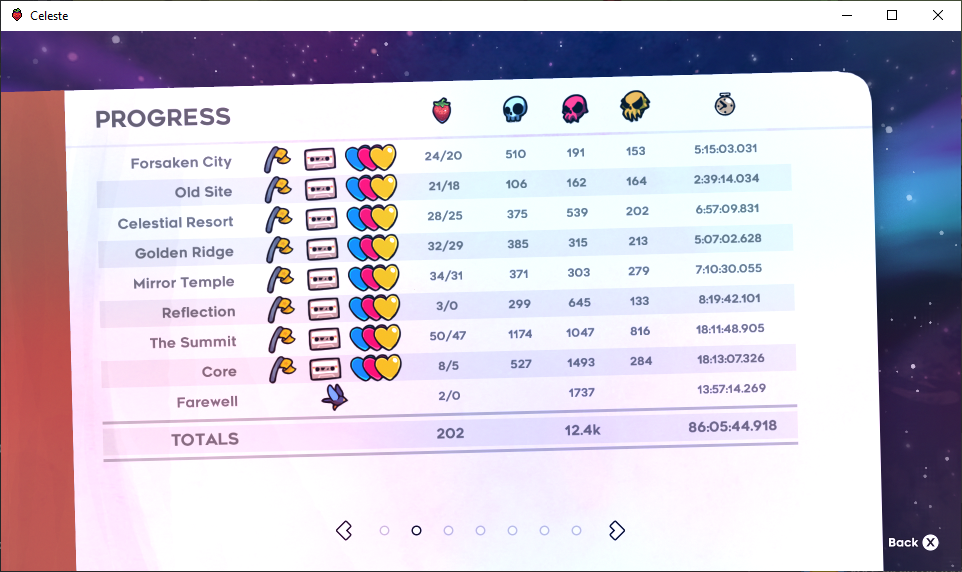 Celeste
PROGRESS
Forsaken City 24/20 510 191 153 5:15:03.031
Old Site 21/18 106 162 164 2:39:14.034
Celestial Resort 28/25 375 539 202 6:57:09.831
Golden Ridge 32/29 385 315 213 5:07:02.628
Mirror Temple 34/31 371 303 279 7:10:30.055
Reflection 3/0 299 645 133 8:19:42.101
The Summit 50/47 1174 1047 816 18:11:48.905
Core 8/5 527 1493 284 18:13:07.326
Farewell 2/0 1737 13:57:14.269
TOTALS 202 12.4k 86:05:44.918
Back X